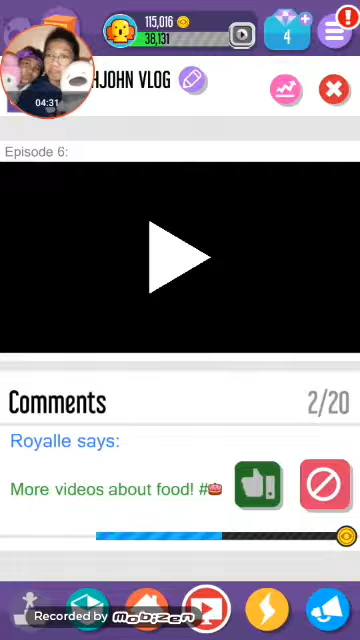 115,016
38,131
4
HJOHN VLOG
04:31
Episode 6:
Comments 2/20
Royalle says:
More videos about food! #
Recorded by mobizen